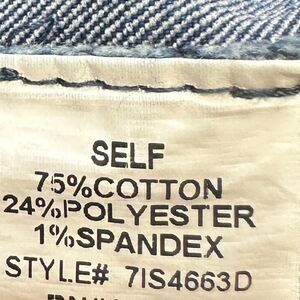 SELF
75%COTTON
24%POLYESTER
1%SPANDEX
STYLE# 7IS4663D